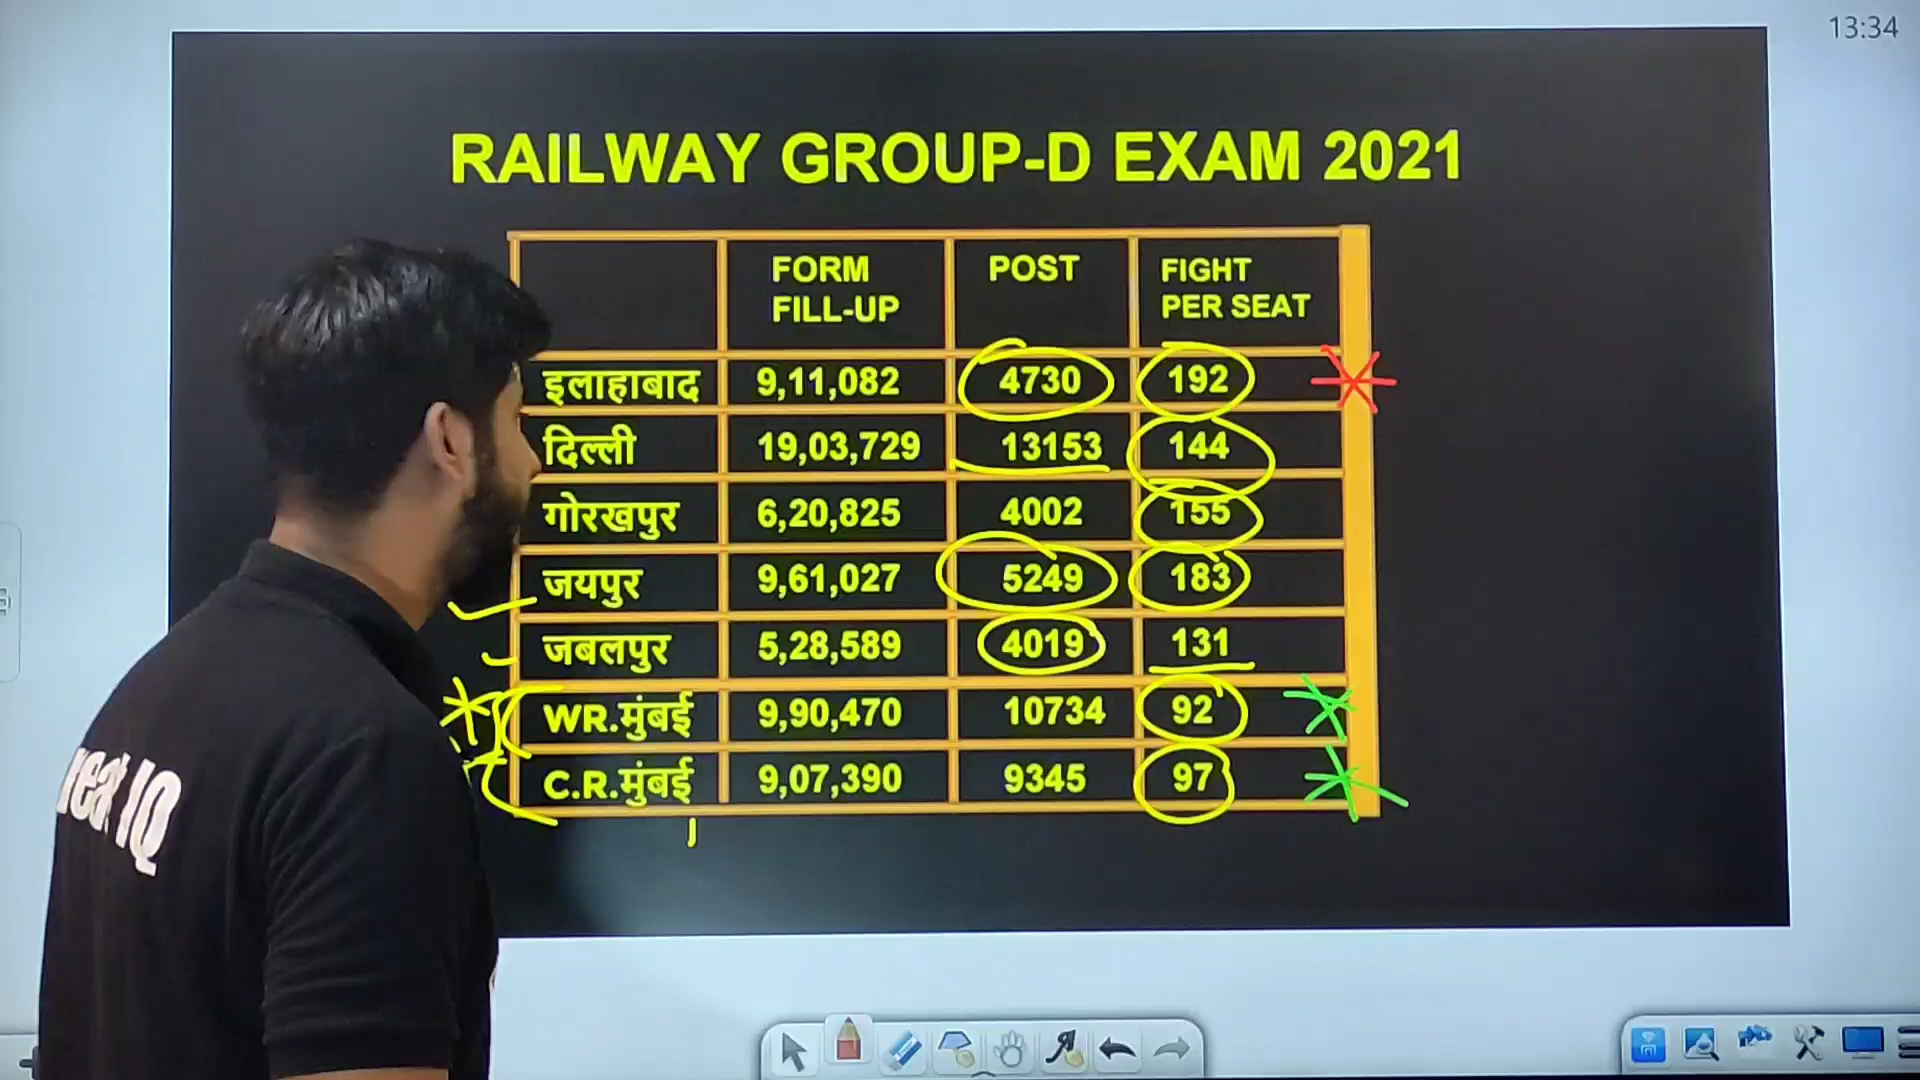 13:34
RAILWAY GROUP-D EXAM 2021
FORM FILL-UP POST FIGHT PER SEAT
इलाहाबाद 9,11,082 4730 192
दिल्ली 19,03,729 13153 144
गोरखपुर 6,20,825 4002 155
जयपुर 9,61,027 5249 183
जबलपुर 5,28,589 4019 131
WR.मुंबई 9,90,470 10734 92
C.R.मुंबई 9,07,390 9345 97
IQ